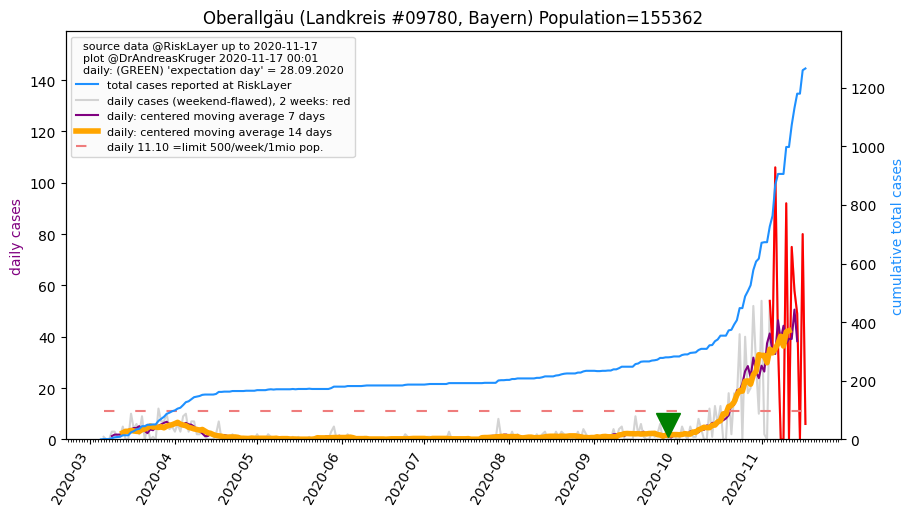 Oberallgäu (Landkreis #09780, Bayern) Population=155362
source data @RiskLayer up to 2020-11-17
plot @DrAndreasKruger 2020-11-17 00:01
daily: (GREEN) 'expectation day' = 28.09.2020
total cases reported at RiskLayer
daily cases (weekend-flawed), 2 weeks: red
daily: centered moving average 7 days
daily: centered moving average 14 days
daily 11.10 =limit 500/week/1mio pop.
daily cases
140
120
100
80
60
40
20
0
1200
1000
800
600
400
200
0
cumulative total cases
2020-03
2020-04
2020-05
2020-06
2020-07
2020-08
2020-09
2020-10
2020-11